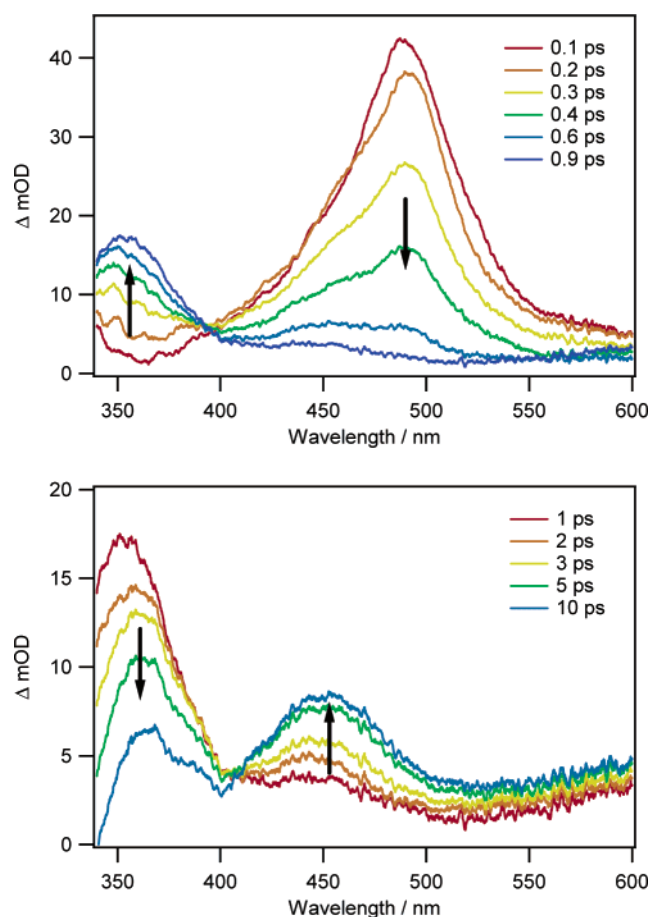 40
30
20
10
0
Δ mOD
0.1 ps
0.2 ps
0.3 ps
0.4 ps
0.6 ps
0.9 ps
350 400 450 500 550 600
Wavelength / nm
20
15
10
5
0
Δ mOD
1 ps
2 ps
3 ps
5 ps
10 ps
350 400 450 500 550 600
Wavelength / nm